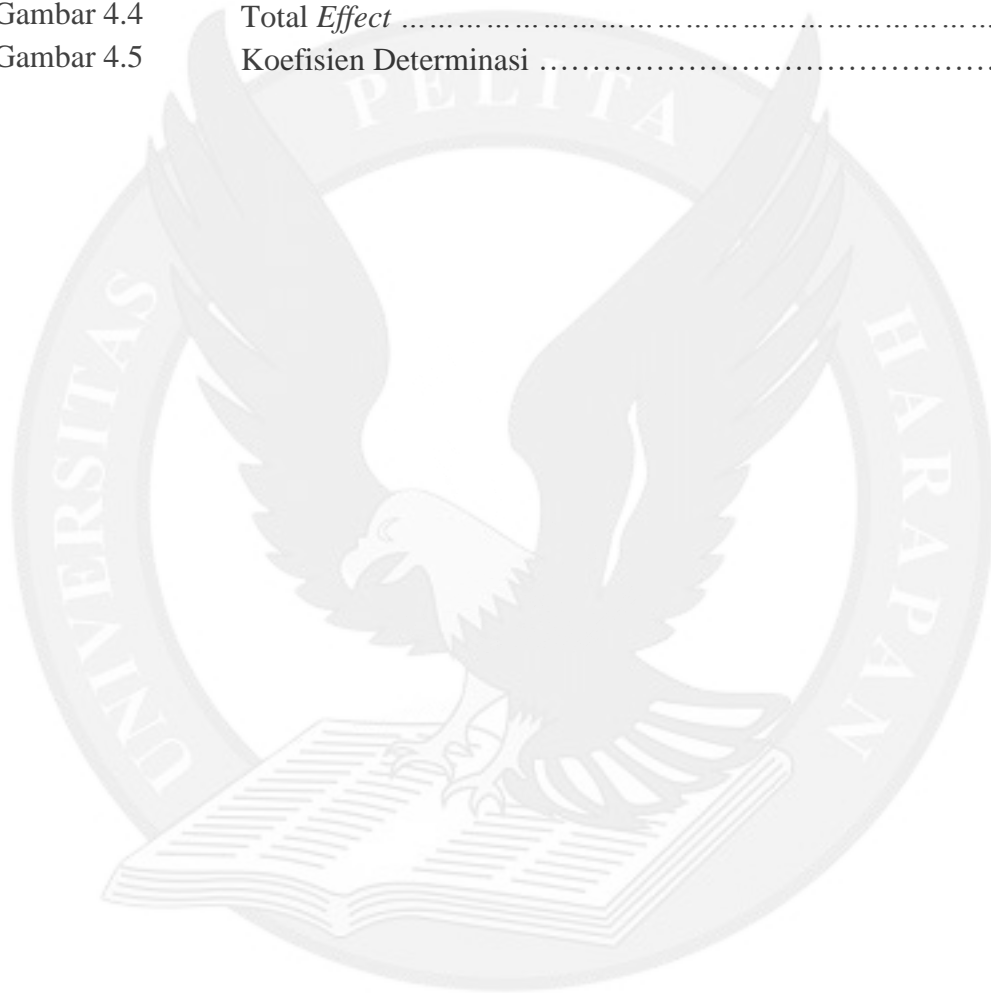 Gambar 4.4 Total Effect ……………………………………………………
Gambar 4.5 Koefisien Determinasi ……………………………………
PELITA
UNIVERSITAS
HARAPAN